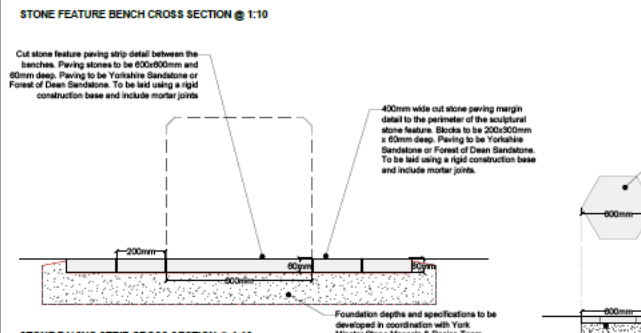 STONE FEATURE BENCH CROSS SECTION @ 1:10
Cut stone feature paving strip detail between the
benches. Paving stones to be 600x600mm and
60mm deep. Paving to be Yorkshire Sandstone or
Forest of Dean Sandstone. To be laid using a rigid
construction base and include mortar joints
400mm wide cut stone paving margin
detail to the perimeter of the sculptural
stone feature. Blocks to be 200x300mm
x 60mm deep. Paving to be Yorkshire
Sandstone or Forest of Dean Sandstone.
To be laid using a rigid construction base
and include mortar joints.
600mm
200mm
60mm
60mm
600mm
600mm
Foundation depths and specifications to be
developed in coordination with York